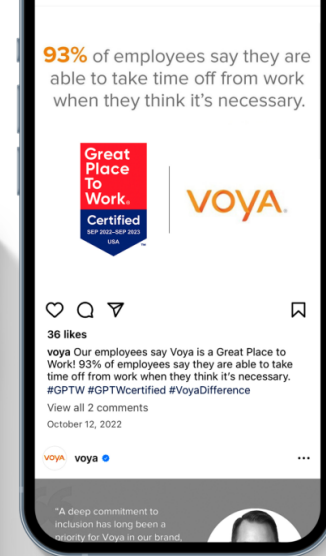 93% of employees say they are
able to take time off from work
when they think it's necessary.
Great
Place
To
Work®
Certified
SEP 2022–SEP 2023
USA
™
VOYA®
36 likes
voya Our employees say Voya is a Great Place to
Work! 93% of employees say they are able to take
time off from work when they think it's necessary.
#GPTW #GPTWcertified #VoyaDifference
View all 2 comments
October 12, 2022
VOYA voya
"A deep commitment to
inclusion has long been a
priority for Voya in our brand,